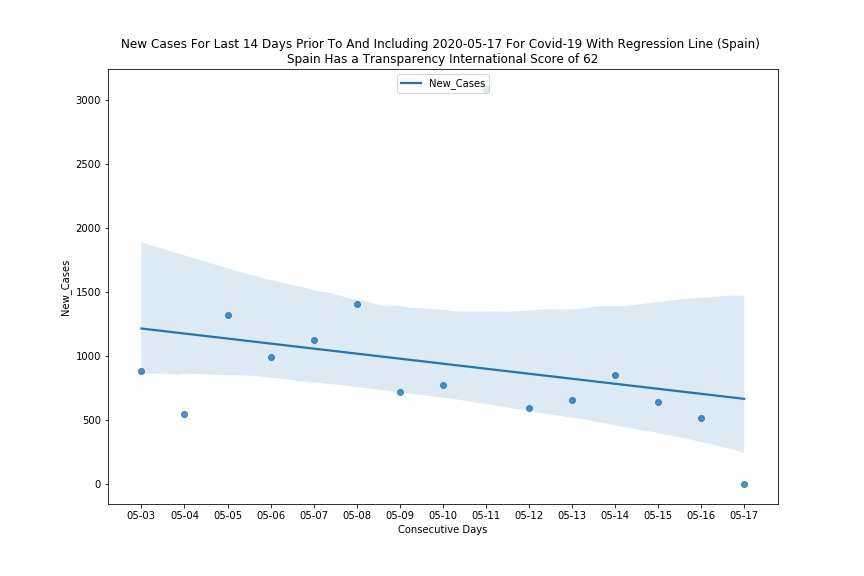 New Cases For Last 14 Days Prior To And Including 2020-05-17 For Covid-19 With Regression Line (Spain)
Spain Has a Transparency International Score of 62
New_Cases
3000
2500
2000
1500
1000
500
0
New_Cases
05-03 05-04 05-05 05-06 05-07 05-08 05-09 05-10 05-11 05-12 05-13 05-14 05-15 05-16 05-17
Consecutive Days